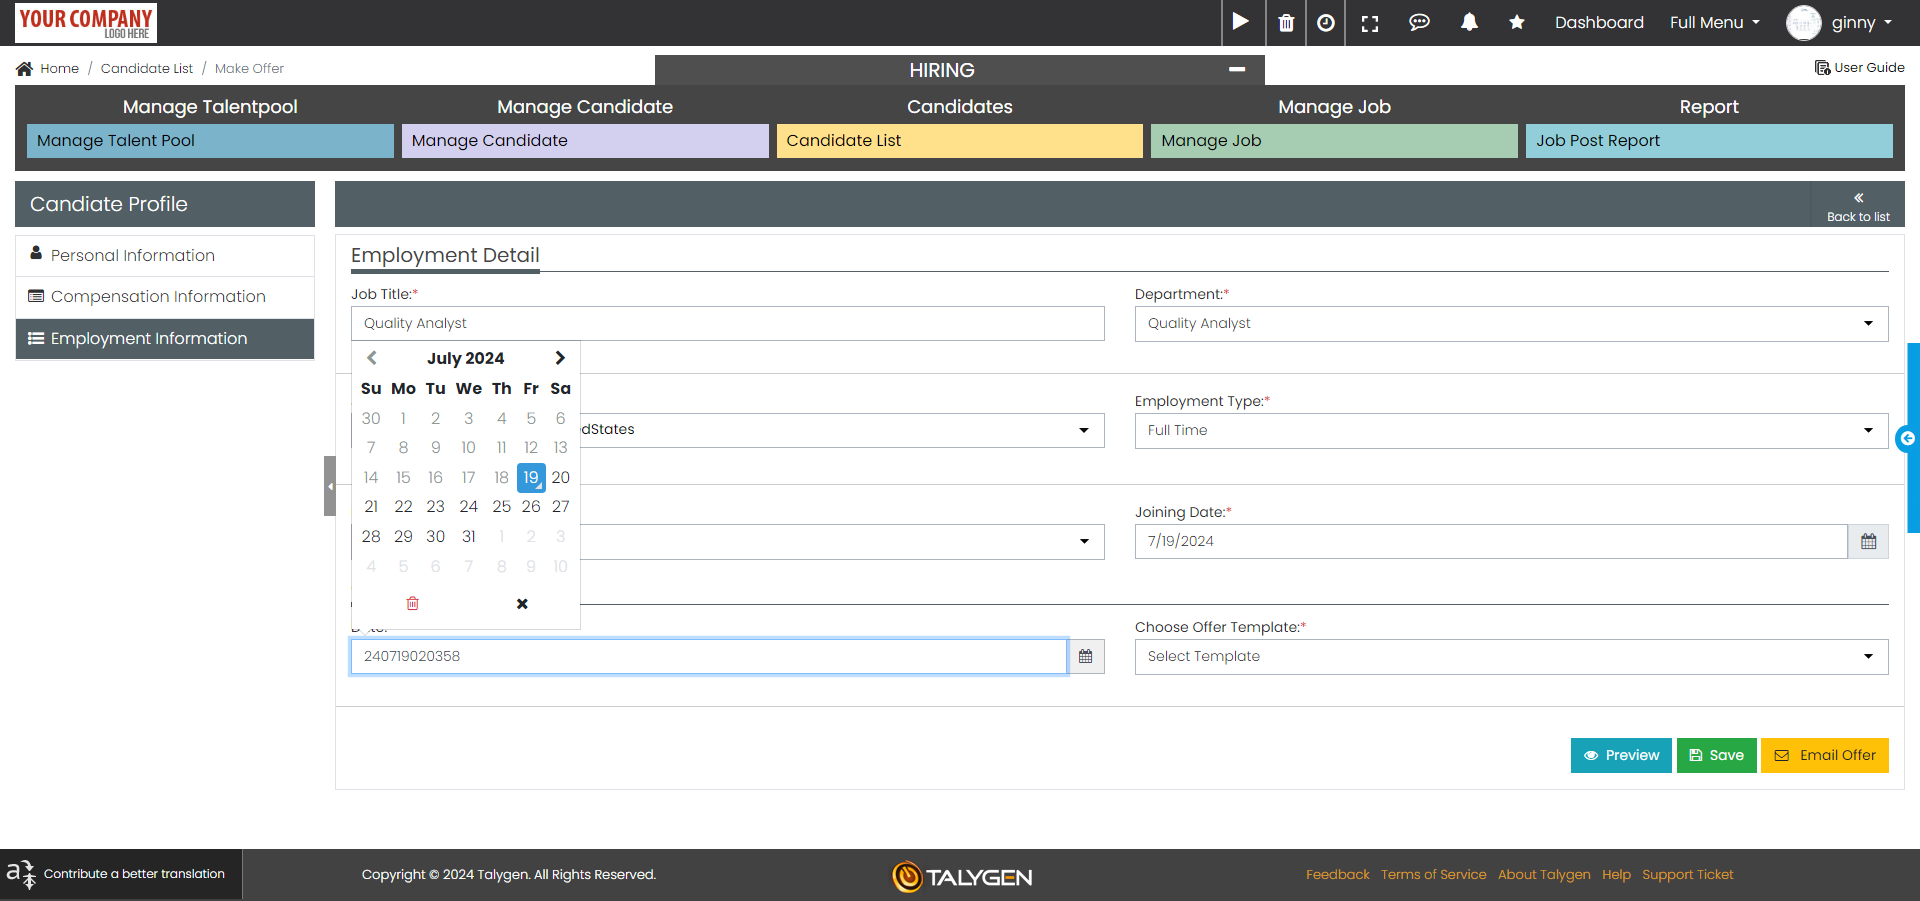 YOUR COMPANY
LOGO HERE
Dashboard
Full Menu
ginny
Home / Candidate List / Make Offer
HIRING
User Guide
Manage Talentpool
Manage Candidate
Candidates
Manage Job
Report
Manage Talent Pool
Manage Candidate
Candidate List
Manage Job
Job Post Report
Candiate Profile
Back to list
Personal Information
Compensation Information
Employment Information
Employment Detail
Job Title:*
Department:*
Quality Analyst
Quality Analyst
July 2024
Su Mo Tu We Th Fr Sa
30 1 2 3 4 5 6
7 8 9 10 11 12 13
14 15 16 17 18 19 20
21 22 23 24 25 26 27
28 29 30 31 1 2 3
4 5 6 7 8 9 10
Employment Type:*
dStates
Full Time
Joining Date:*
7/19/2024
Choose Offer Template:*
240719020358
Select Template
Preview
Save
Email Offer
a
Contribute a better translation
Copyright © 2024 Talygen. All Rights Reserved.
TALYGEN
Feedback Terms of Service About Talygen Help Support Ticket